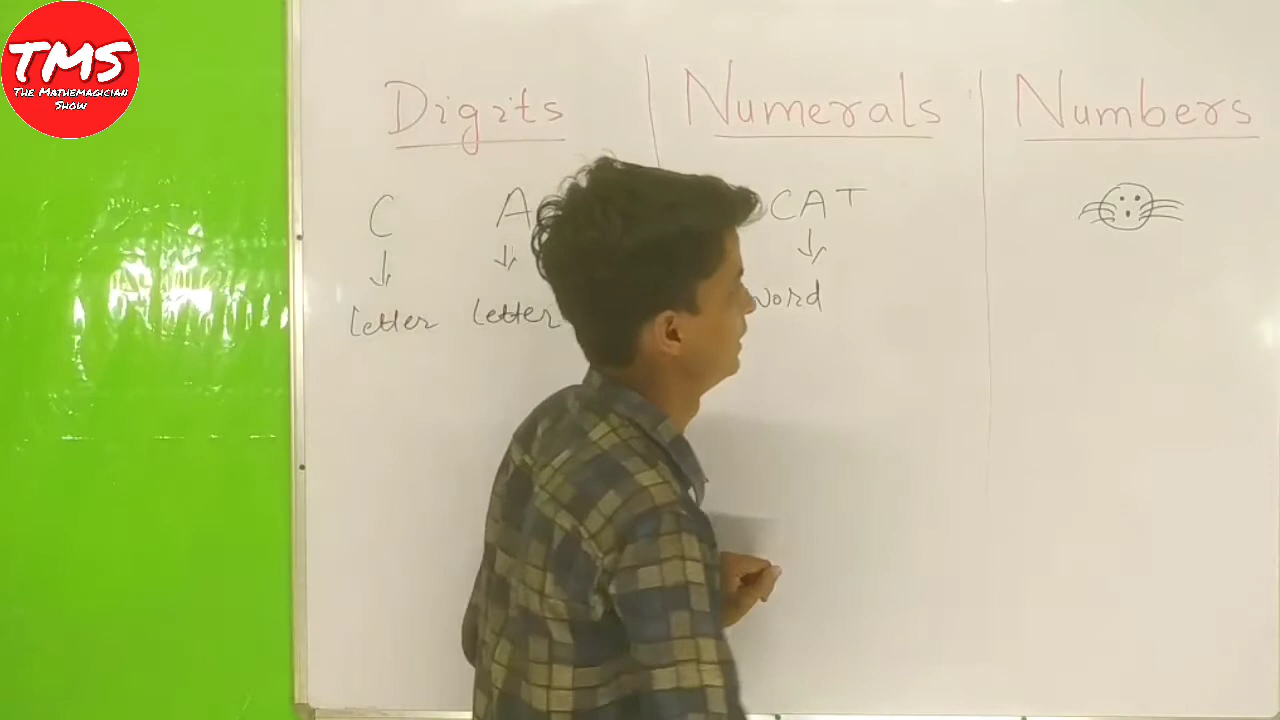 TMS
THE MATHEMAGICIAN
SHOW
Digits Numerals Numbers
C A CAT
letter letter word